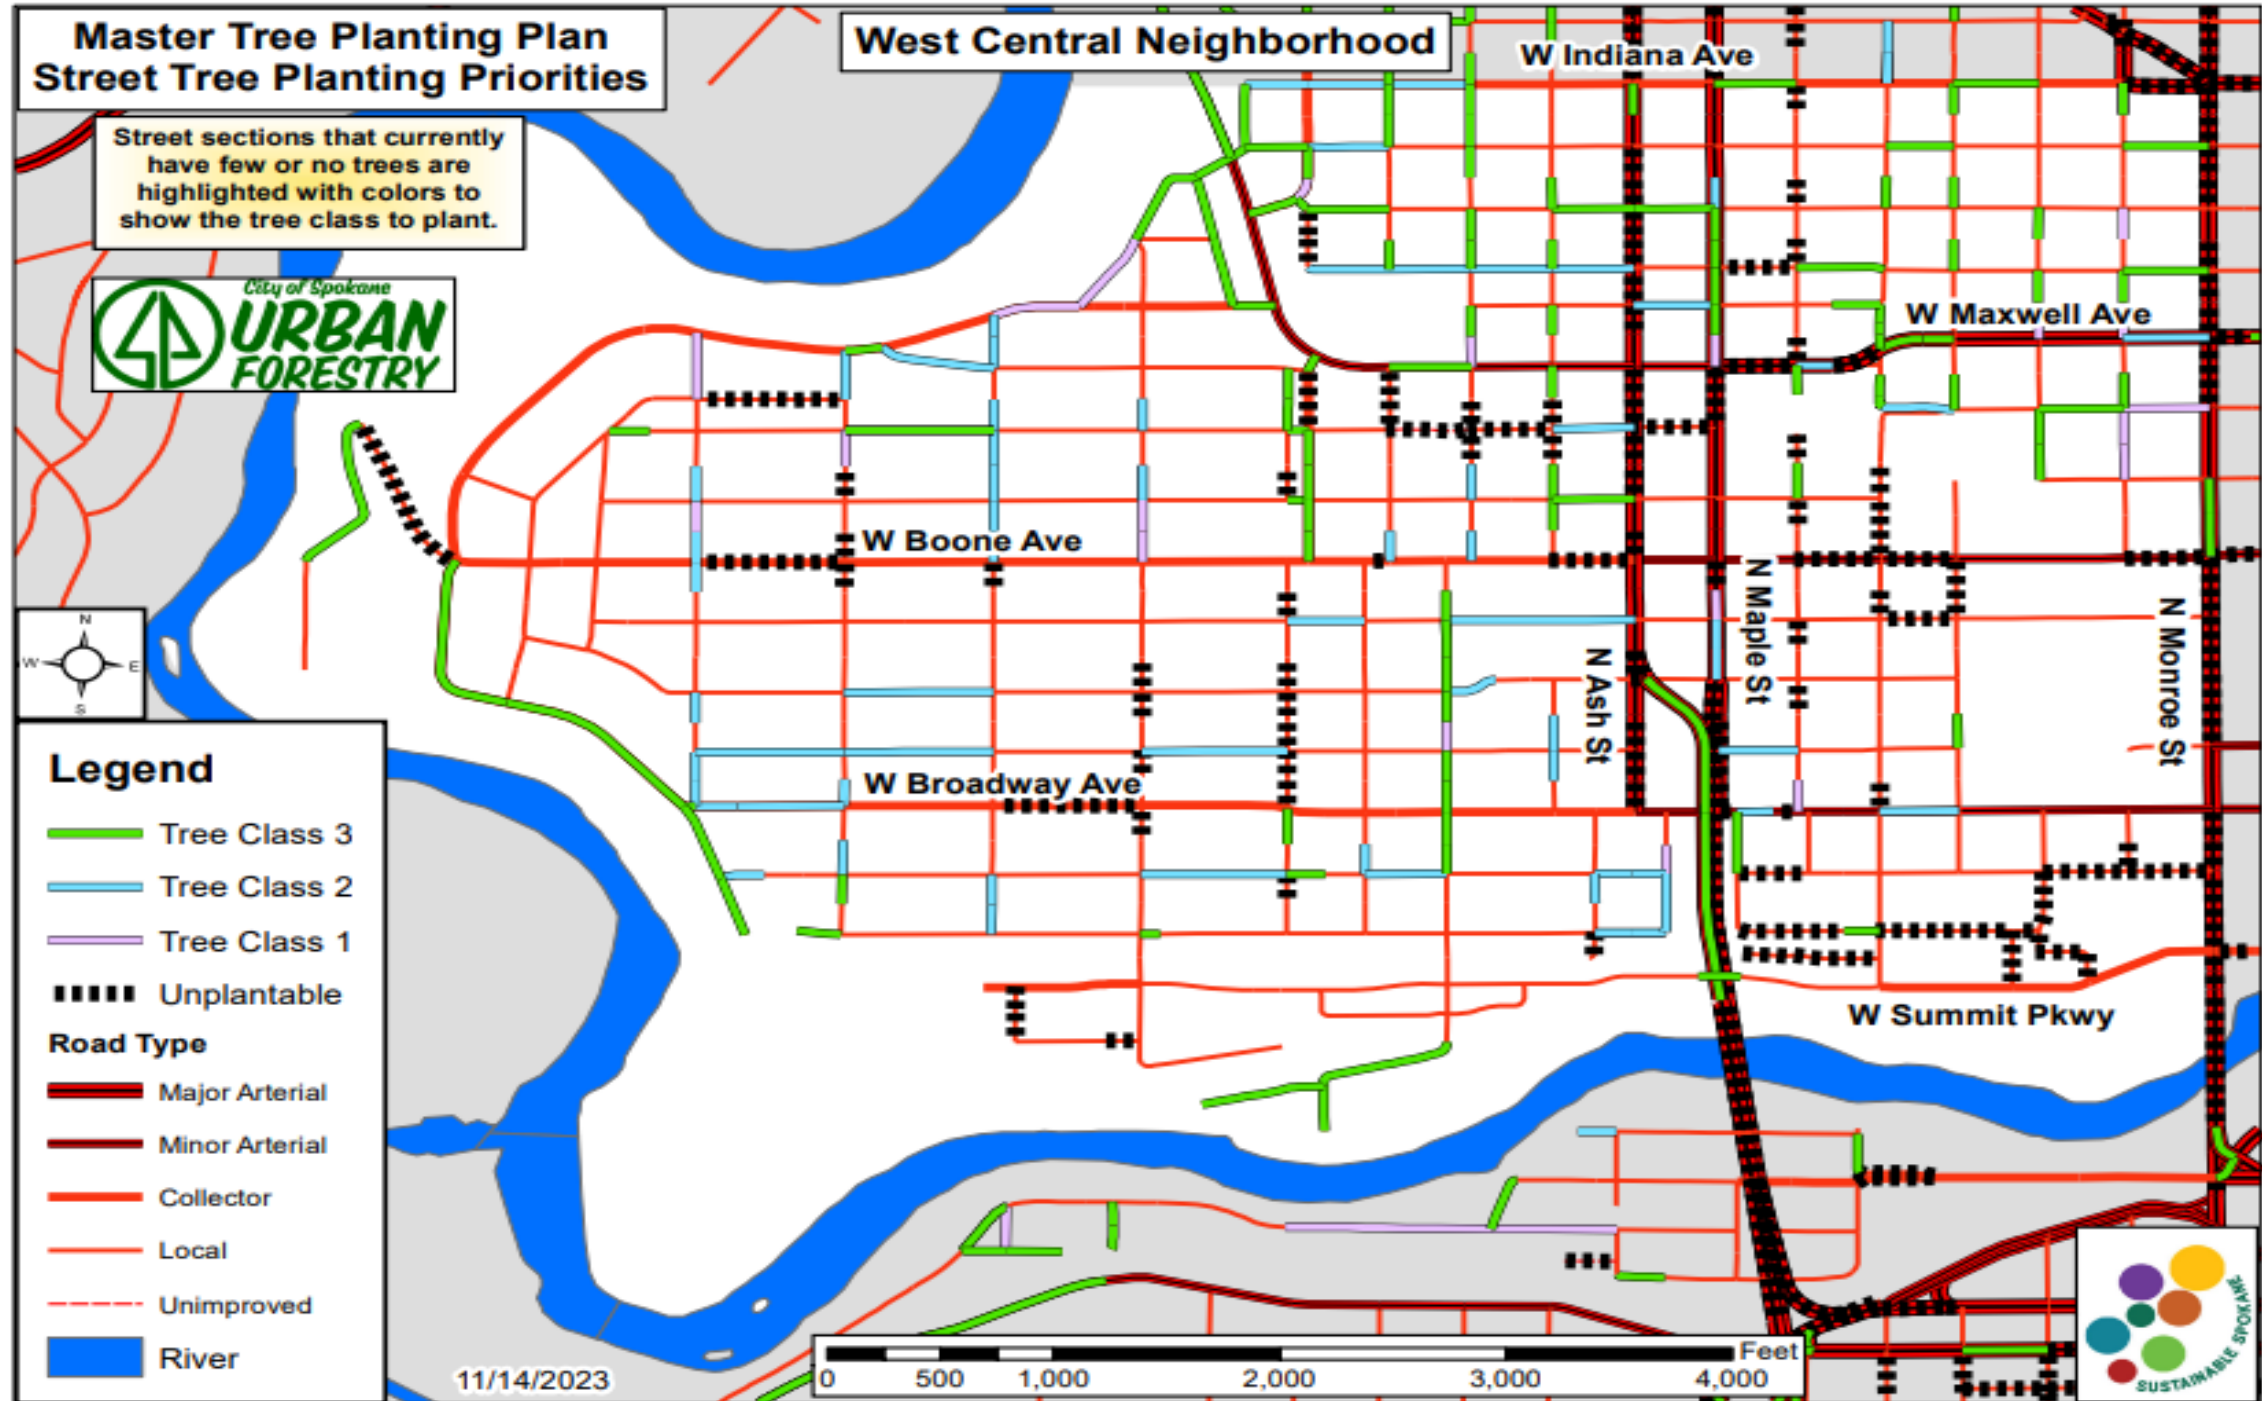 Master Tree Planting Plan
Street Tree Planting Priorities
West Central Neighborhood
W Indiana Ave
Street sections that currently
have few or no trees are
highlighted with colors to
show the tree class to plant.
City of Spokane
URBAN
FORESTRY
W Maxwell Ave
W Boone Ave
N Maple St
N Ash St
N Monroe St
N
W E
S
W Broadway Ave
W Summit Pkwy
Legend
Tree Class 3
Tree Class 2
Tree Class 1
Unplantable
Road Type
Major Arterial
Minor Arterial
Collector
Local
Unimproved
River
11/14/2023
Feet
0 500 1,000 2,000 3,000 4,000
SUSTAINABLE SPOKANE